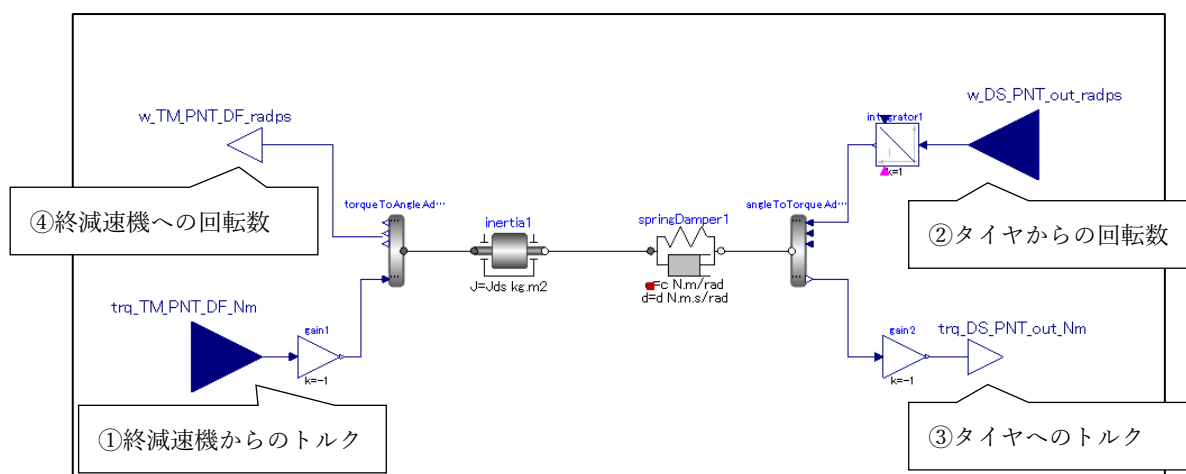 w_DS_PNT_out_radps
w_TM_PNT_DF_radps
integrator1
I
k=1
④終減速機への回転数
torqueToAngleAd…
inertia1
springDamper1
angleToTorqueAd…
②タイヤからの回転数
J=Jds kg.m2
=c N.m/rad
d=d N.m.s/rad
trq_TM_PNT_DF_Nm
gain1
k=-1
gain2
trq_DS_PNT_out_Nm
k=-1
①終減速機からのトルク
③タイヤへのトルク